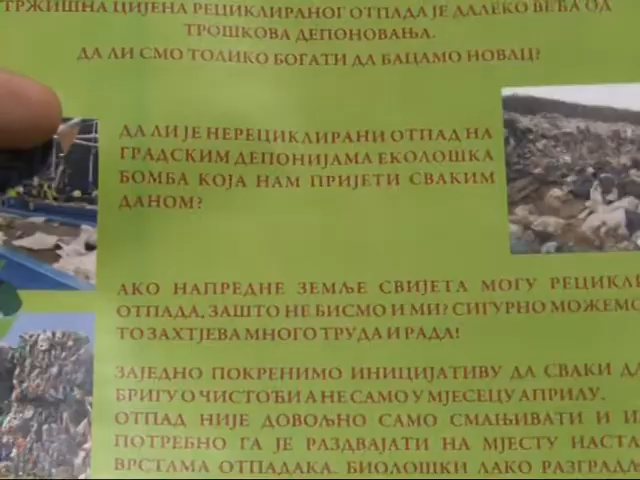 ТРЖИШНА ЦИЈЕНА РЕЦИКЛИРАНОГ ОТПАДА ЈЕ ДАЛЕКО ВЕЋА ОД
ТРОШКОВА ДЕПОНОВАЊА.
ДА ЛИ СМО ТОЛИКО БОГАТИ ДА БАЦАМО НОВАЦ?
ДА ЛИ ЈЕ НЕРЕЦИКЛИРАНИ ОТПАД НА
ГРАДСКИМ ДЕПОНИЈАМА ЕКОЛОШКА
БОМБА КОЈА НАМ ПРИЈЕТИ СВАКИМ
ДАНОМ?
АКО НАПРЕДНЕ ЗЕМЉЕ СВИЈЕТА МОГУ
ОТПАДА, ЗАШТО НЕ БИСМО И МИ? СИГУРНО МОЖЕМО
ТО ЗАХТЈЕВА МНОГО ТРУДА И РАДА!
ЗАЈЕДНО ПОКРЕНИМО ИНИЦИЈАТИВУ ДА СВАКИ
БРИГУ О ЧИСТОЋИ А НЕ САМО У МЈЕСЕЦУ АПРИЛУ.
ОТПАД НИЈЕ ДОВОЉНО САМО СМАЊИВАТИ И
ПОТРЕБНО ГА ЈЕ РАЗДВАЈАТИ НА МЈЕСТУ
ВРСТАМА ОТПАДАКА. БИОЛОШКИ ЛАКО